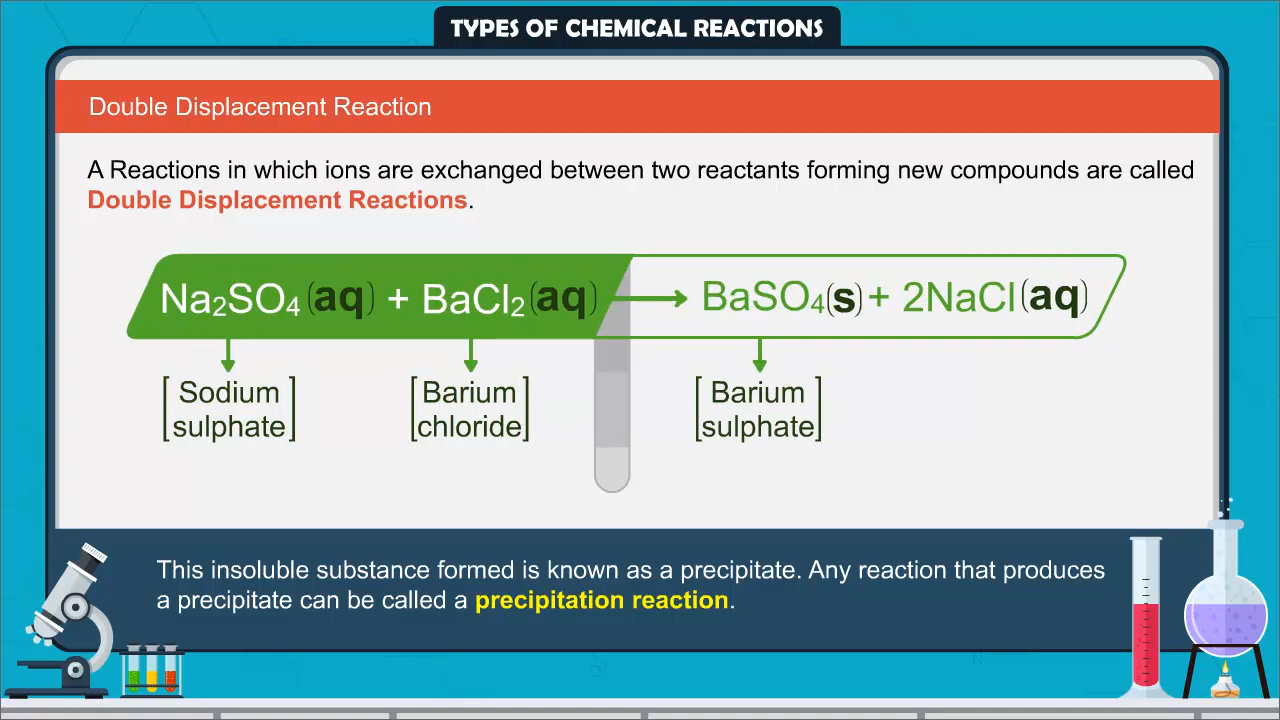 TYPES OF CHEMICAL REACTIONS
Double Displacement Reaction
A Reactions in which ions are exchanged between two reactants forming new compounds are called
Double Displacement Reactions.
Na₂SO₄(aq) + BaCl₂(aq) → BaSO₄(s) + 2NaCl(aq)
[Sodium sulphate] [Barium chloride] [Barium sulphate]
This insoluble substance formed is known as a precipitate. Any reaction that produces
a precipitate can be called a precipitation reaction.